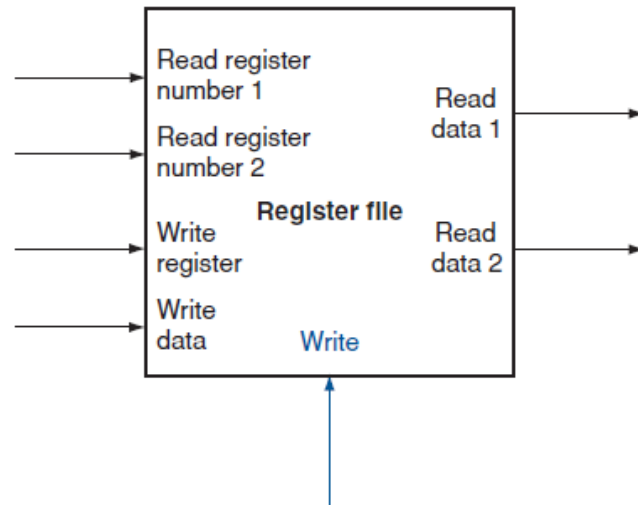 Read register
number 1
Read
data 1
Read register
number 2
Register file
Write
register
Read
data 2
Write
data
Write